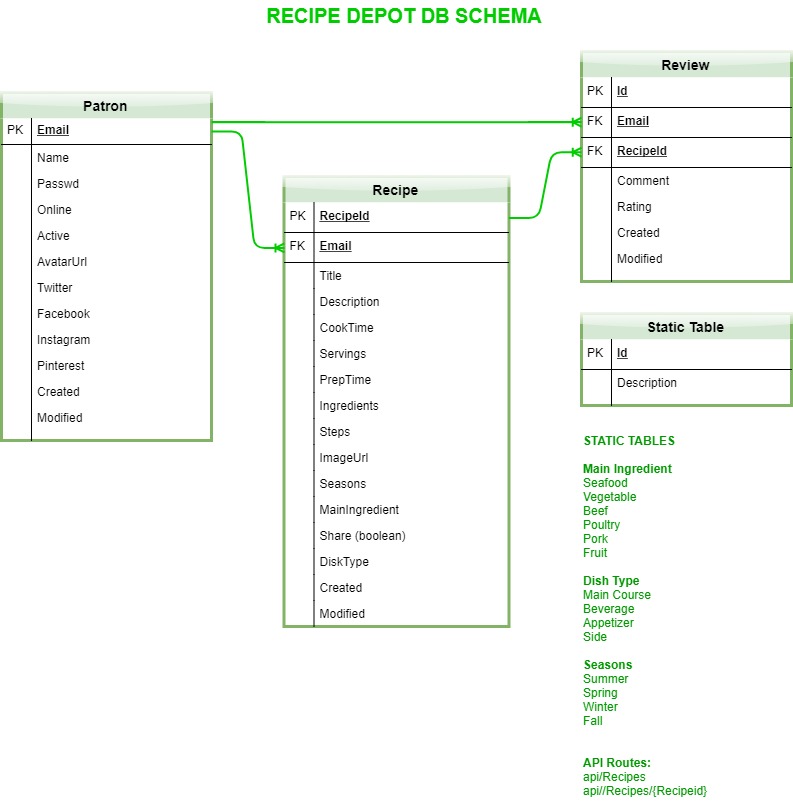 RECIPE DEPOT DB SCHEMA
Patron
PK Email
Name
Passwd
Online
Active
AvatarUrl
Twitter
Facebook
Instagram
Pinterest
Created
Modified
Recipe
PK RecipeId
FK Email
Title
Description
CookTime
Servings
PrepTime
Ingredients
Steps
ImageUrl
Seasons
MainIngredient
Share (boolean)
DiskType
Created
Modified
Review
PK Id
FK Email
FK RecipeId
Comment
Rating
Created
Modified
Static Table
PK Id
Description
STATIC TABLES
Main Ingredient
Seafood
Vegetable
Beef
Poultry
Pork
Fruit
Dish Type
Main Course
Beverage
Appetizer
Side
Seasons
Summer
Spring
Winter
Fall
API Routes:
api/Recipes
api//Recipes/{Recipeid}